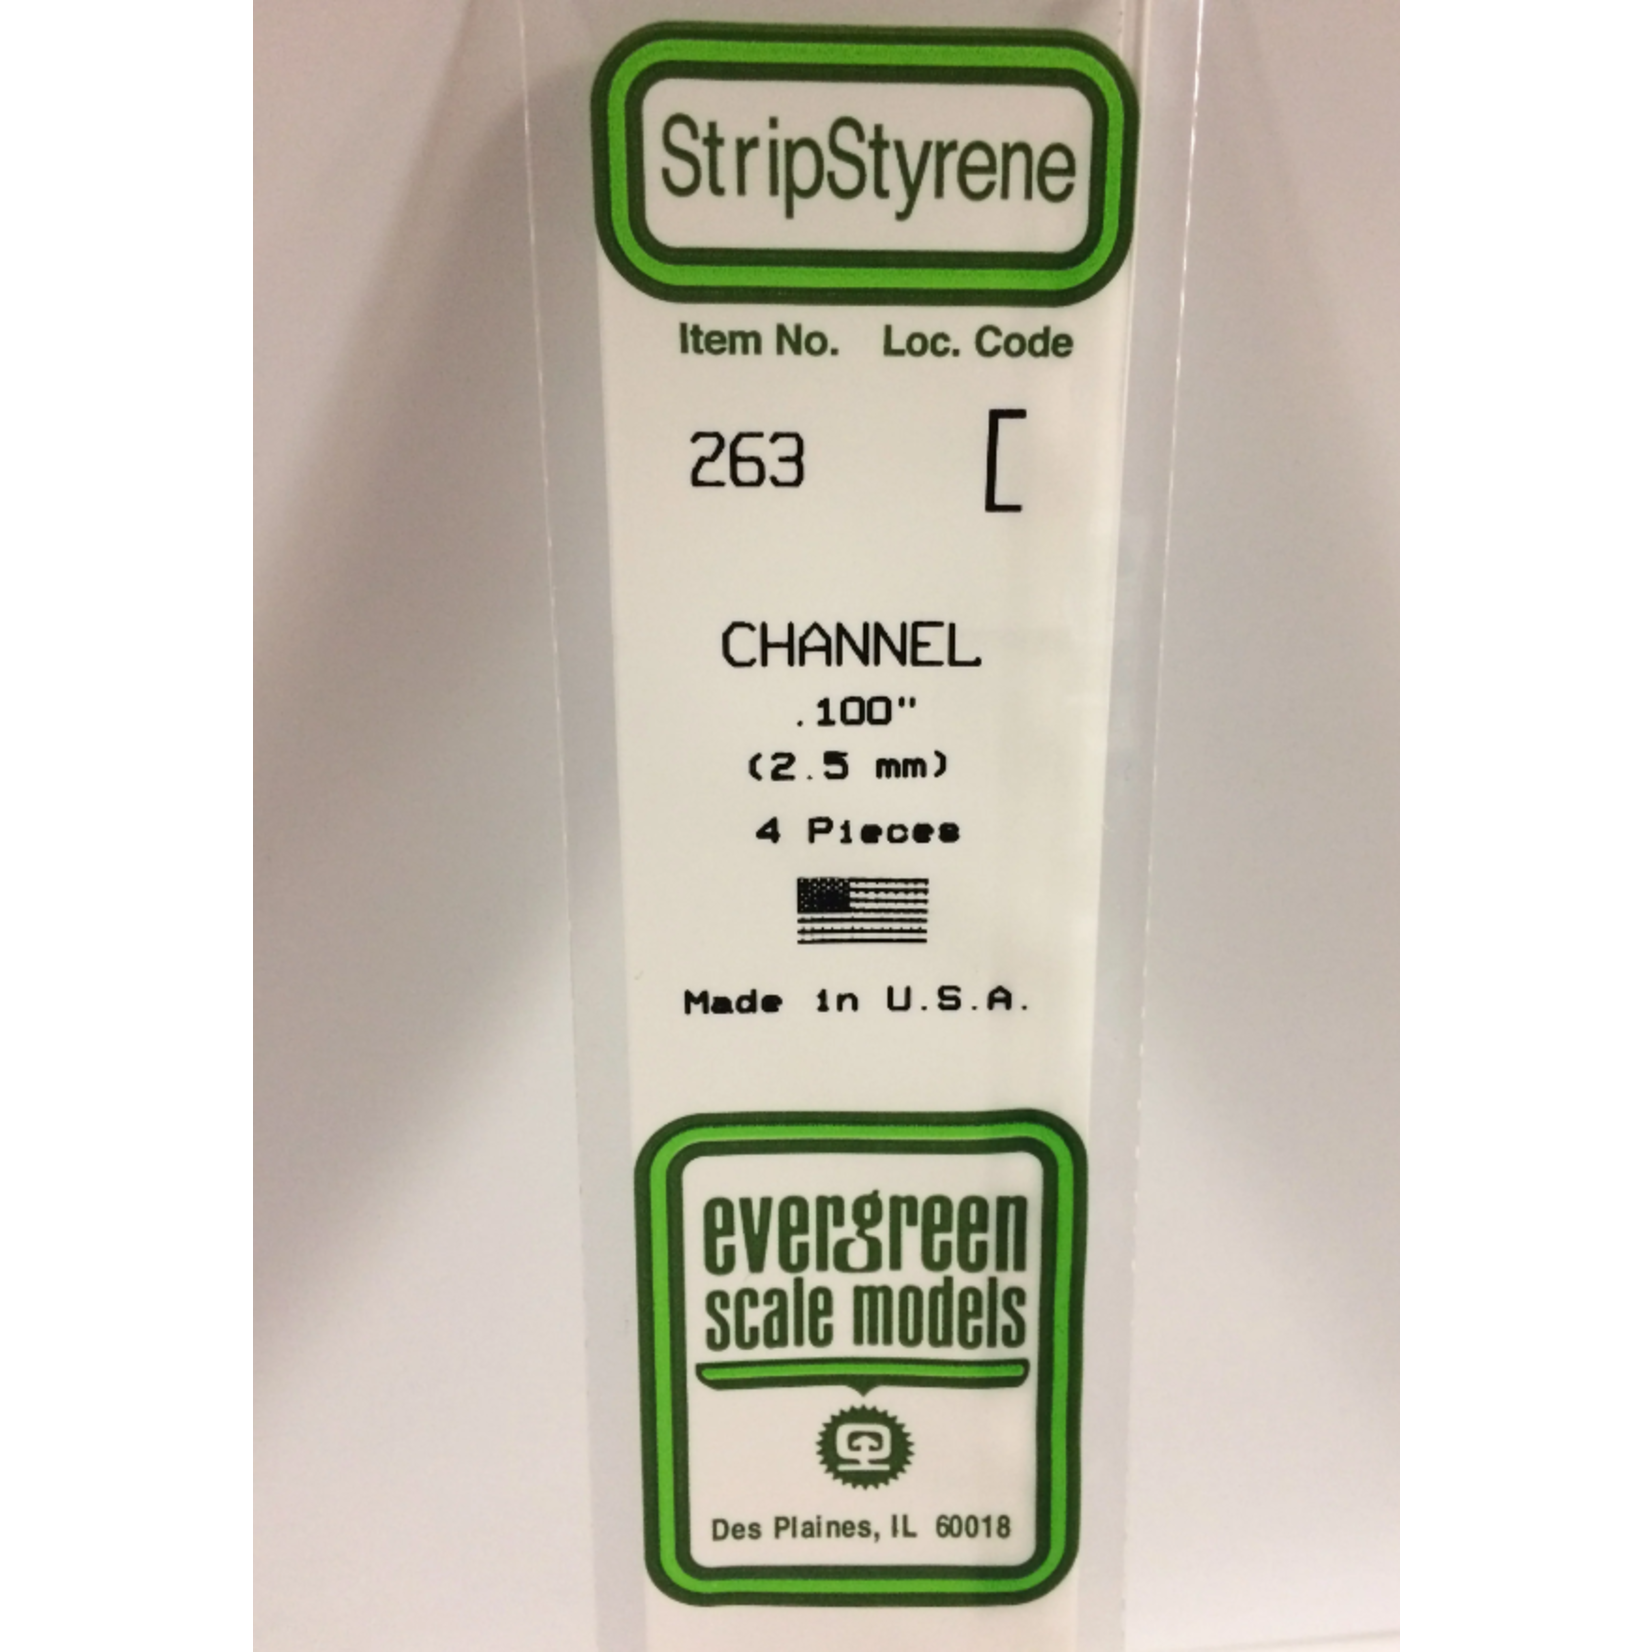 StripStyrene
Item No. Loc. Code
263 [
CHANNEL
.100"
(2.5 mm)
4 Pieces
Made in U.S.A.
evergreen
scale models
Des Plaines, IL 60018